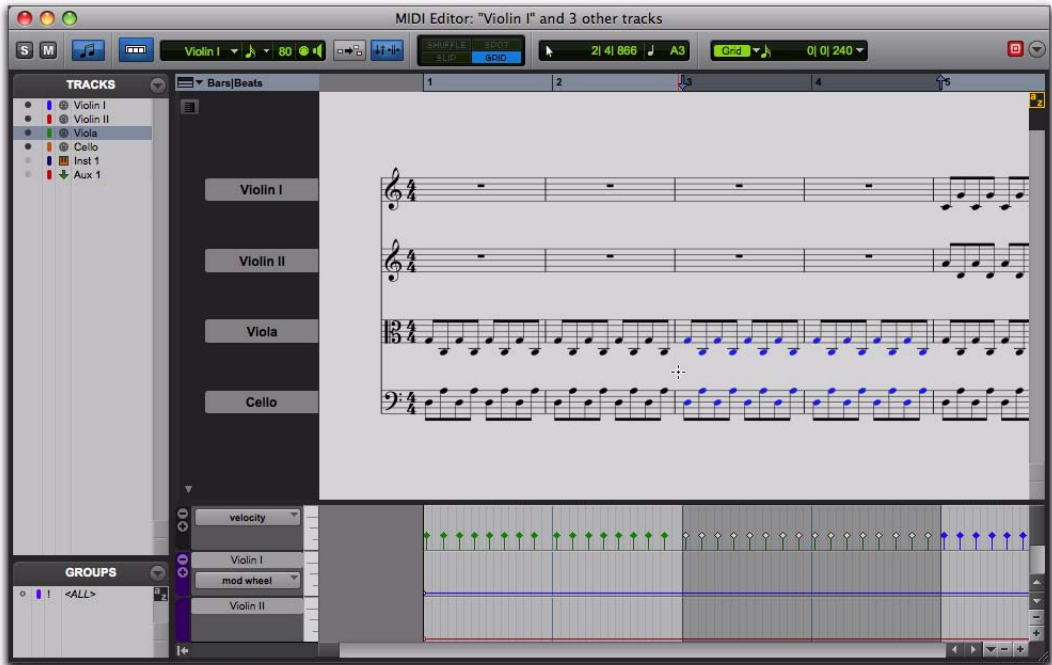 MIDI Editor: "Violin I" and 3 other tracks
S M Violin I 80 SHUFFLE SPOT 2| 4| 866 A3 Grid 0| 0| 240
SLIP GRID
TRACKS Bars|Beats 1 2 3 4 5
a z
Violin I
Violin II
Viola
Cello
Inst 1
Aux 1
Violin I
Violin II
Viola
Cello
velocity
Violin I
mod wheel
Violin II
GROUPS
! <ALL> a z